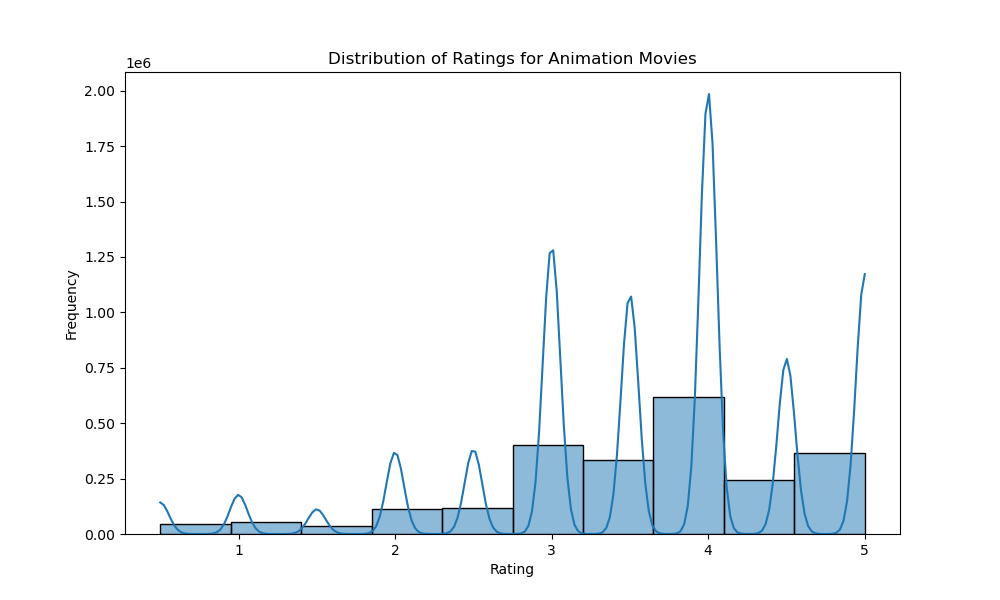 Distribution of Ratings for Animation Movies
1e6
2.00
1.75
1.50
1.25
1.00
0.75
0.50
0.25
0.00
Frequency
1 2 3 4 5
Rating